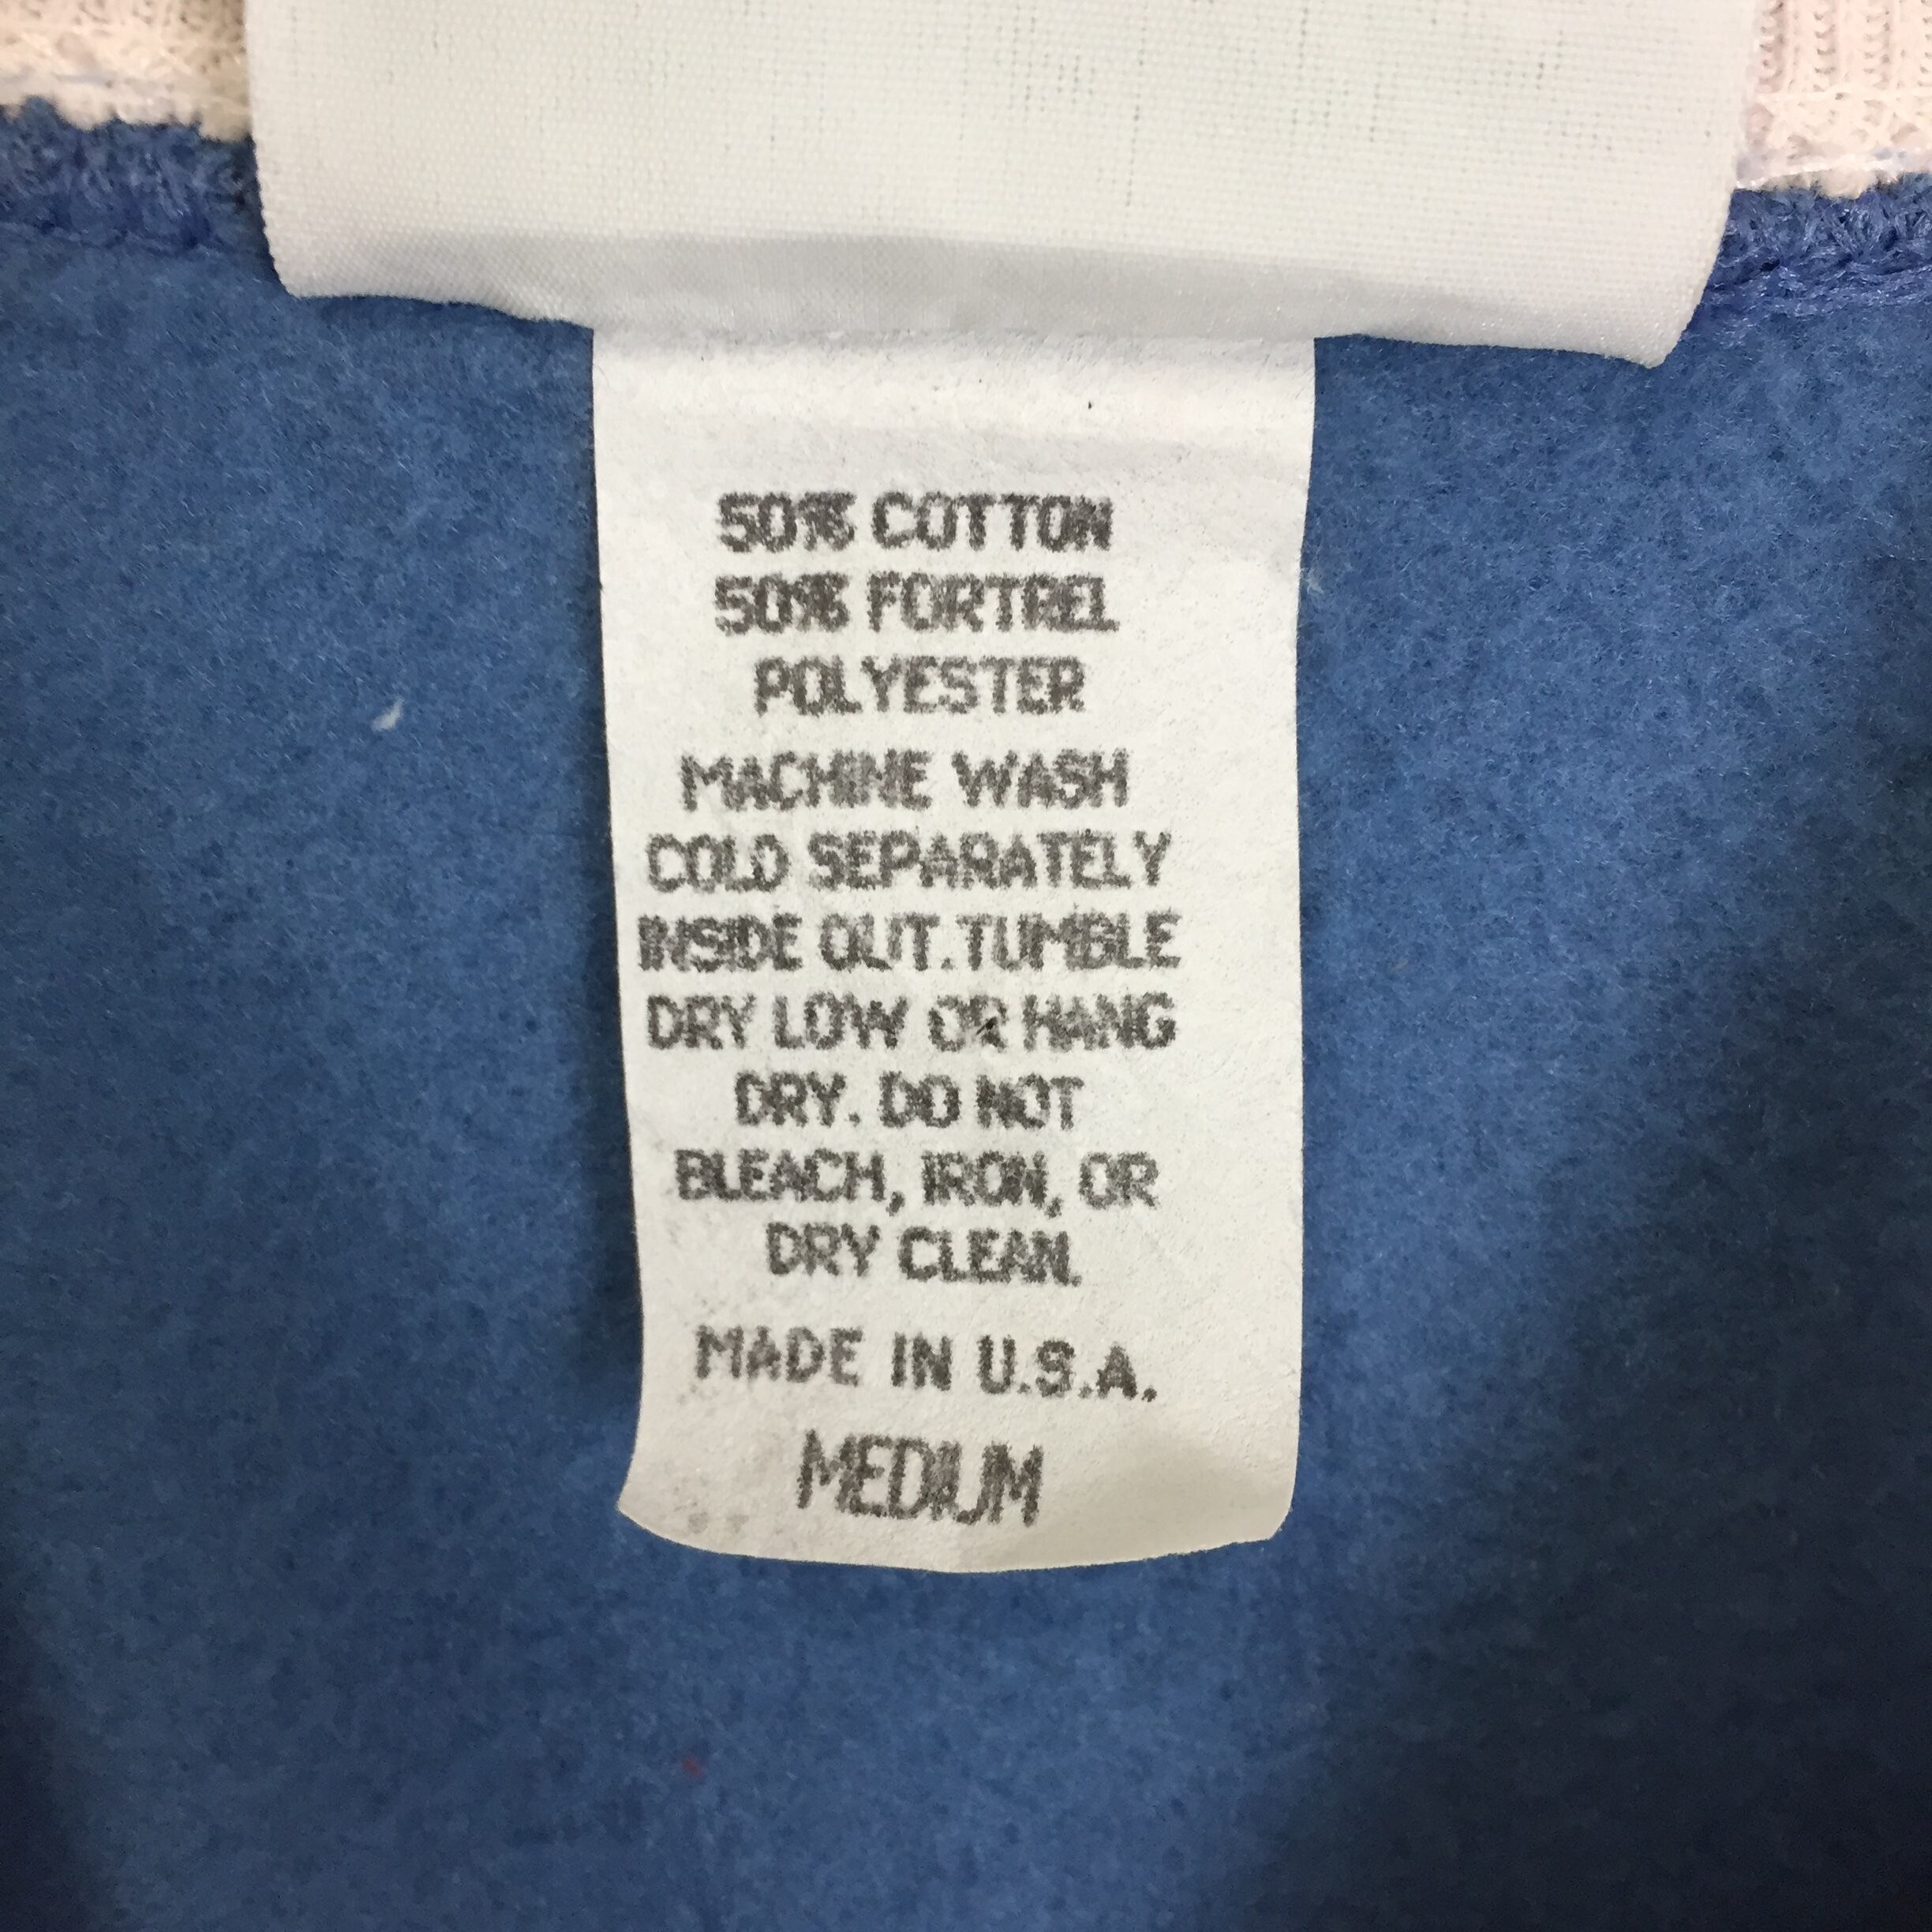 50% COTTON
50% FORTREL
POLYESTER
MACHINE WASH
COLD SEPARATELY
INSIDE OUT. TUMBLE
DRY LOW OR HANG
DRY. DO NOT
BLEACH, IRON, OR
DRY CLEAN.
MADE IN U.S.A.
MEDIUM